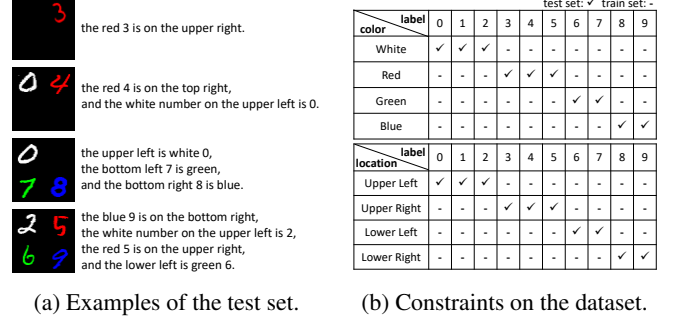 3
the red 3 is on the upper right.
0 4
the red 4 is on the top right,
and the white number on the upper left is 0.
0
7 8
the upper left is white 0,
the bottom left 7 is green,
and the bottom right 8 is blue.
2 5
6 9
the blue 9 is on the bottom right,
the white number on the upper left is 2,
the red 5 is on the upper right,
and the lower left is green 6.
(a) Examples of the test set.
test set: ✓ train set: -
color label 0 1 2 3 4 5 6 7 8 9
White ✓ ✓ ✓ - - - - - - -
Red - - - ✓ ✓ ✓ - - - -
Green - - - - - - ✓ ✓ - -
Blue - - - - - - - - ✓ ✓
location label 0 1 2 3 4 5 6 7 8 9
Upper Left ✓ ✓ ✓ - - - - - - -
Upper Right - - - ✓ ✓ ✓ - - - -
Lower Left - - - - - - ✓ ✓ - -
Lower Right - - - - - - - - ✓ ✓
(b) Constraints on the dataset.